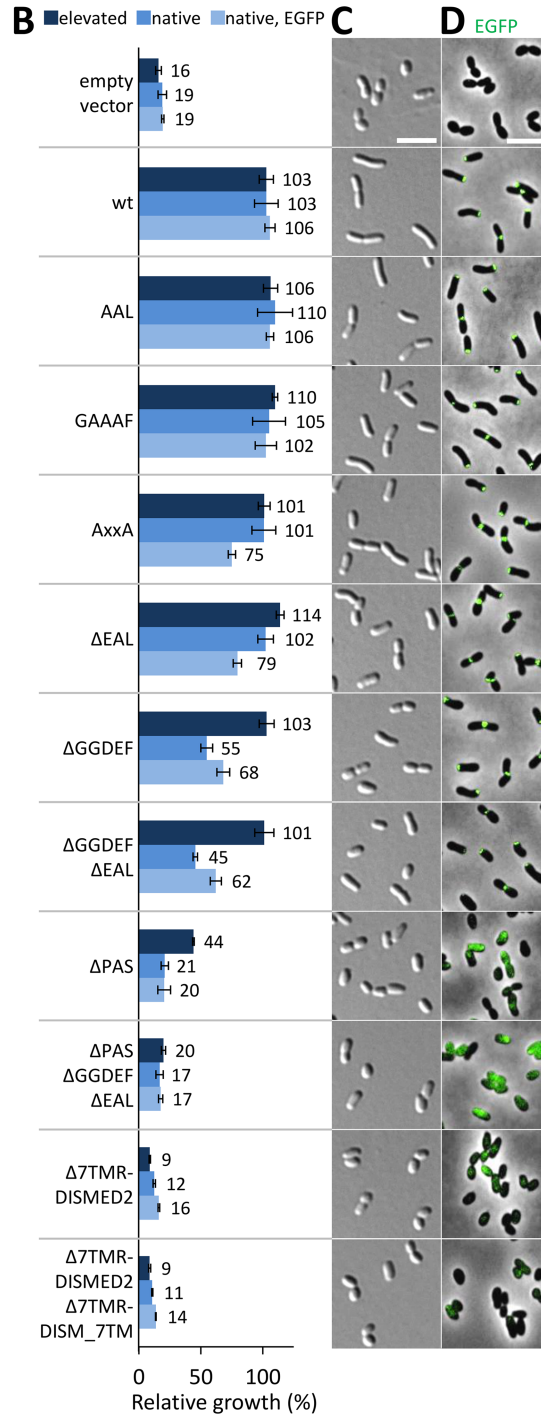 B elevated native native, EGFP C D EGFP
empty
vector
16
19
19
wt
103
103
106
AAL
106
110
106
GAAAF
110
105
102
AxxA
101
101
75
ΔEAL
114
102
79
ΔGGDEF
103
55
68
ΔGGDEF
ΔEAL
101
45
62
ΔPAS
44
21
20
ΔPAS
ΔGGDEF
ΔEAL
20
17
17
Δ7TMR-
DISMED2
9
12
16
Δ7TMR-
DISMED2
Δ7TMR-
DISM_7TM
9
11
14
0 50 100
Relative growth (%)